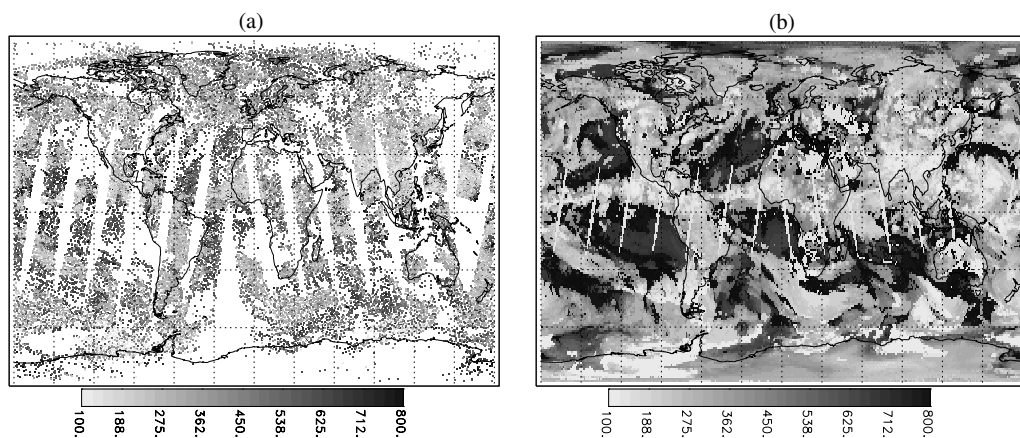 (a)
(b)
100. 188. 275. 362. 450. 538. 625. 712. 800.
100. 188. 275. 362. 450. 538. 625. 712. 800.